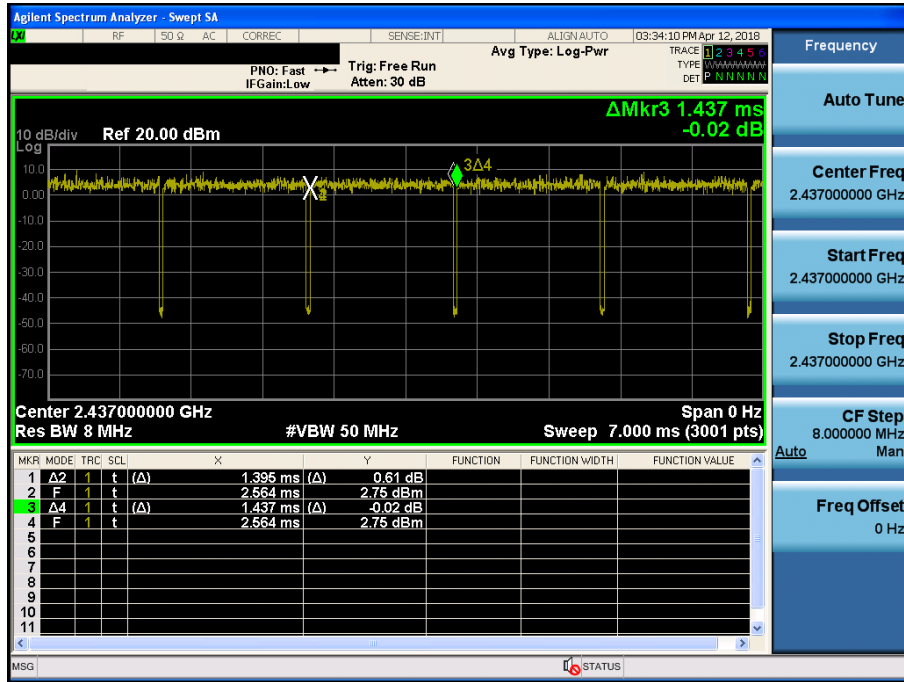 Agilent Spectrum Analyzer - Swept SA
LXI RF 50 Ω AC CORREC SENSE:INT ALIGN AUTO 03:34:10 PM Apr 12, 2018
Avg Type: Log-Pwr TRACE 1 2 3 4 5 6
PNO: Fast Trig: Free Run TYPE WWWWWW
IFGain:Low Atten: 30 dB DET P N N N N N
ΔMkr3 1.437 ms
-0.02 dB
10 dB/div Ref 20.00 dBm
Log
10.0
0.00
-10.0
-20.0
-30.0
-40.0
-50.0
-60.0
-70.0
3Δ4
Center 2.437000000 GHz Span 0 Hz
Res BW 8 MHz #VBW 50 MHz Sweep 7.000 ms (3001 pts)
MKR MODE TRC SCL X Y FUNCTION FUNCTION WIDTH FUNCTION VALUE
1 Δ2 1 t (Δ) 1.395 ms (Δ) 0.61 dB
2 F 1 t 2.564 ms 2.75 dBm
3 Δ4 1 t (Δ) 1.437 ms (Δ) -0.02 dB
4 F 1 t 2.564 ms 2.75 dBm
5
6
7
8
9
10
11
MSG STATUS
Frequency
Auto Tune
Center Freq
2.437000000 GHz
Start Freq
2.437000000 GHz
Stop Freq
2.437000000 GHz
CF Step
8.000000 MHz
Auto Man
Freq Offset
0 Hz